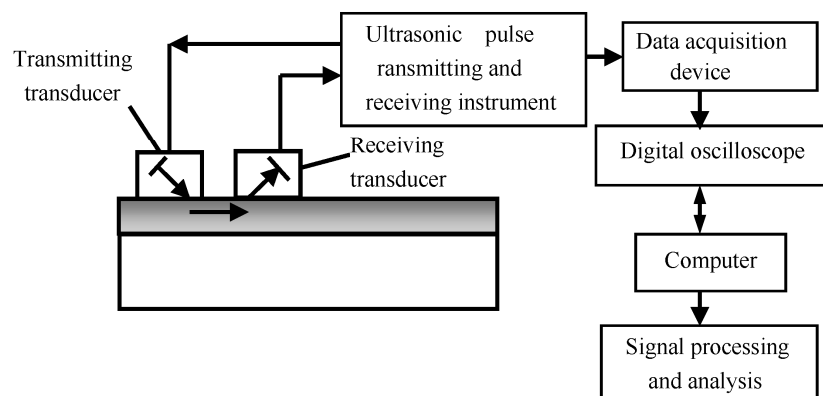 Transmitting
transducer
Ultrasonic pulse
ransmitting and
receiving instrument
Data acquisition
device
Receiving
transducer
Digital oscilloscope
Computer
Signal processing
and analysis